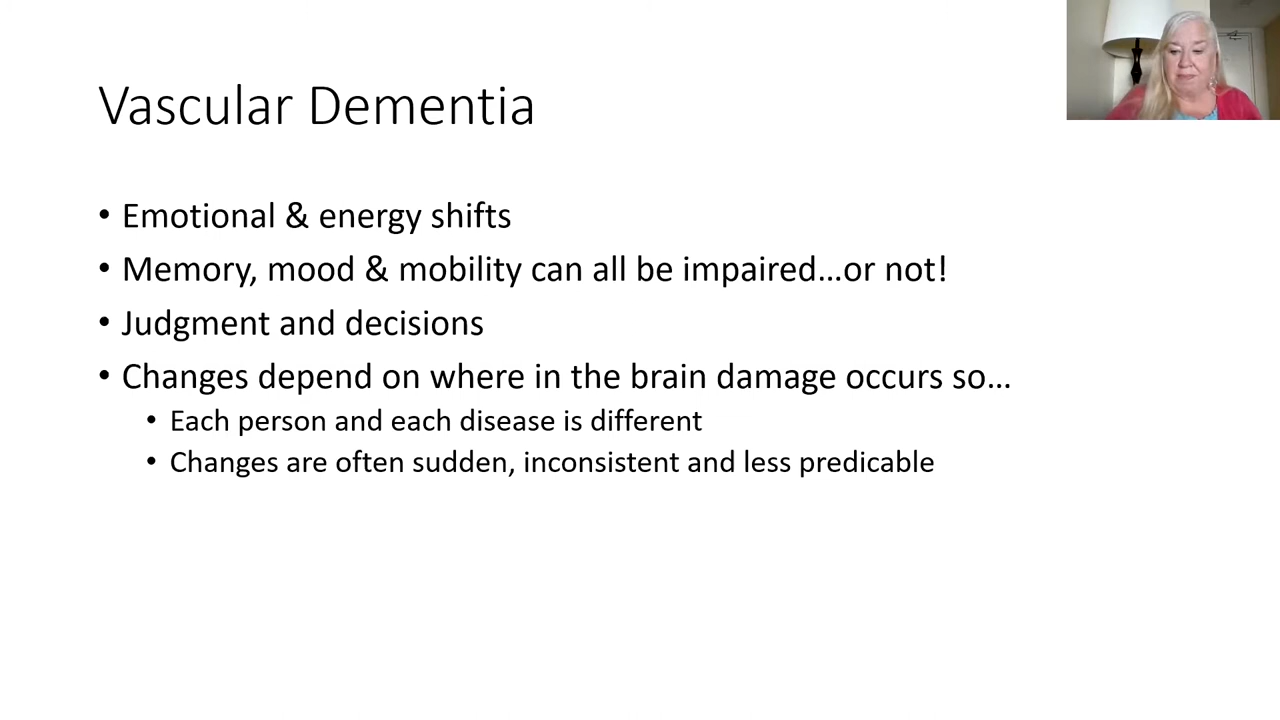 Vascular Dementia
• Emotional & energy shifts
• Memory, mood & mobility can all be impaired…or not!
• Judgment and decisions
• Changes depend on where in the brain damage occurs so…
• Each person and each disease is different
• Changes are often sudden, inconsistent and less predicable